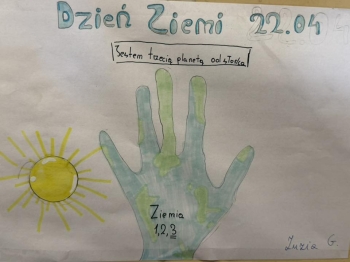 Dzień Ziemi 22.04
Jestem trzecią planetą od słońca
Ziemia
1, 2, 3
Zuzia G.